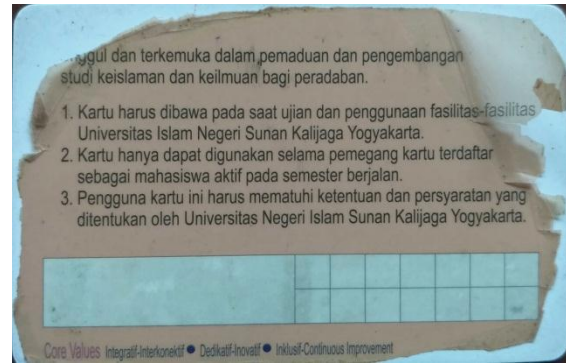 dan terkemuka dalam pemaduan dan pengembangan
studi keislaman dan keilmuan bagi peradaban.
1. Kartu harus dibawa pada saat ujian dan penggunaan fasilitas-fasilitas
Universitas Islam Negeri Sunan Kalijaga Yogyakarta.
2. Kartu hanya dapat digunakan selama pemegang kartu terdaftar
sebagai mahasiswa aktif pada semester berjalan.
3. Pengguna kartu ini harus mematuhi ketentuan dan persyaratan yang
ditentukan oleh Universitas Negeri Islam Sunan Kalijaga Yogyakarta.
Core Values Integratif-Interkonektif ● Dedikatif-Inovatif ● Inklusif-Continuous Improvement